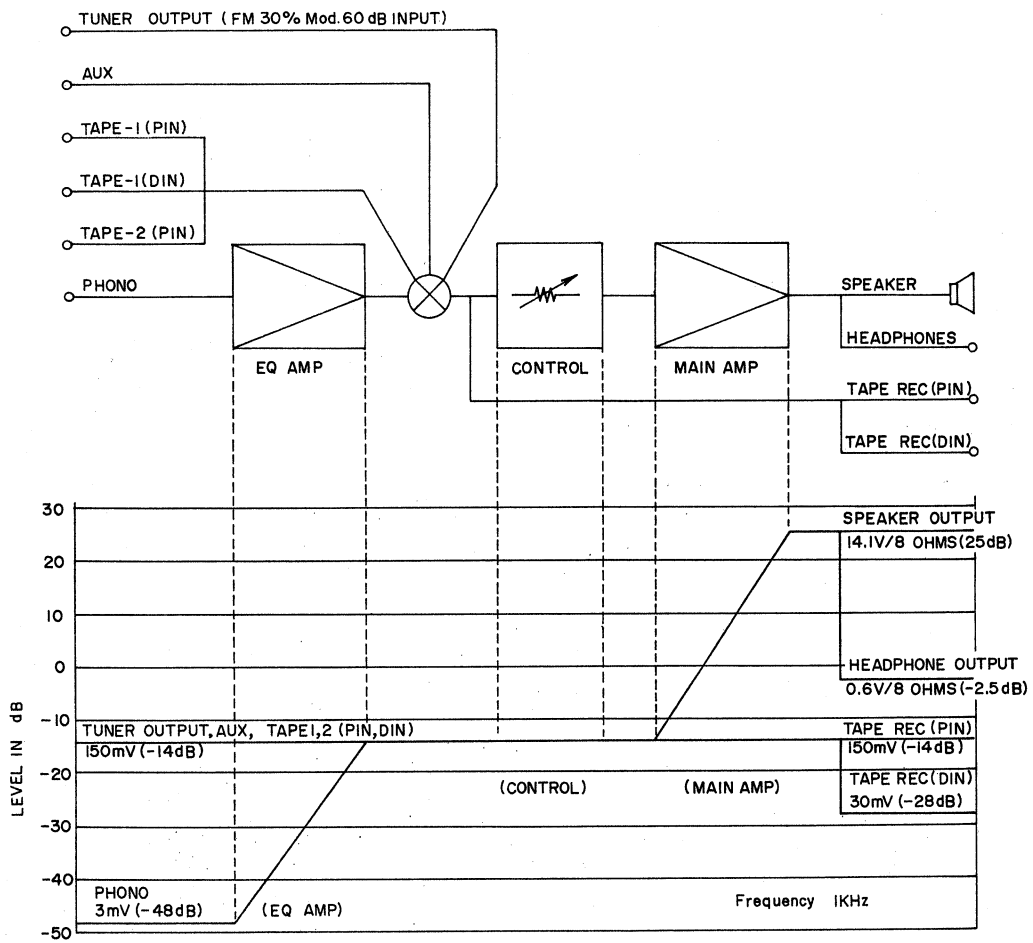 TUNER OUTPUT (FM 30% Mod. 60 dB INPUT)
AUX
TAPE-1 (PIN)
TAPE-1 (DIN)
TAPE-2 (PIN)
PHONO
EQ AMP
CONTROL
MAIN AMP
SPEAKER
HEADPHONES
TAPE REC (PIN)
TAPE REC (DIN)
LEVEL IN dB
30
20
10
0
-10
-20
-30
-40
-50
SPEAKER OUTPUT
14.1V/8 OHMS (25dB)
HEADPHONE OUTPUT
0.6V/8 OHMS (-2.5dB)
TUNER OUTPUT, AUX, TAPE1,2 (PIN, DIN)
150mV (-14dB)
TAPE REC (PIN)
150mV (-14dB)
TAPE REC (DIN)
30mV (-28dB)
(CONTROL)
(MAIN AMP)
PHONO
3mV (-48dB)
(EQ AMP)
Frequency 1KHz